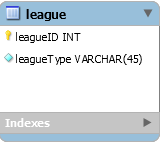 league
leagueID INT
leagueType VARCHAR(45)
Indexes